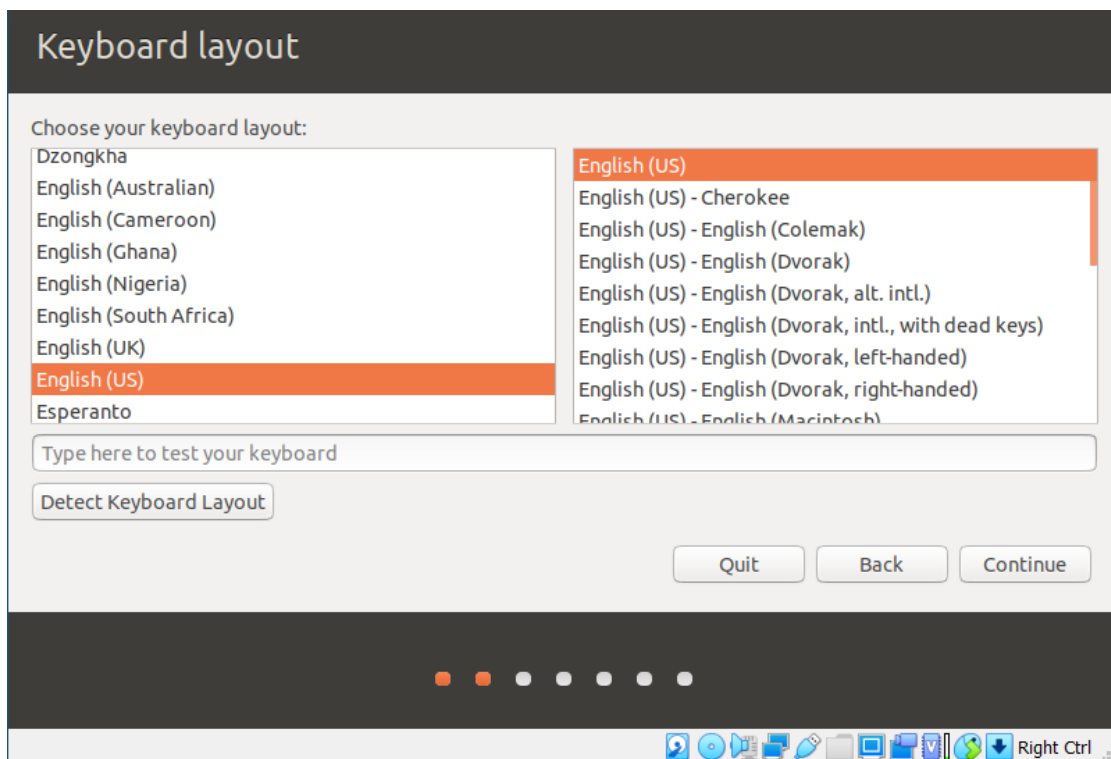 Keyboard layout
Choose your keyboard layout:
Dzongkha
English (Australian)
English (Cameroon)
English (Ghana)
English (Nigeria)
English (South Africa)
English (UK)
English (US)
Esperanto
English (US)
English (US) - Cherokee
English (US) - English (Colemak)
English (US) - English (Dvorak)
English (US) - English (Dvorak, alt. intl.)
English (US) - English (Dvorak, intl., with dead keys)
English (US) - English (Dvorak, left-handed)
English (US) - English (Dvorak, right-handed)
English (US) - English (Macintosh)
Type here to test your keyboard
Detect Keyboard Layout
Quit Back Continue
Right Ctrl